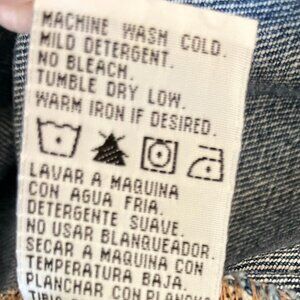 MACHINE WASH COLD.
MILD DETERGENT.
NO BLEACH.
TUMBLE DRY LOW.
WARM IRON IF DESIRED.
LAVAR A MAQUINA
CON AGUA FRIA.
DETERGENTE SUAVE.
NO USAR BLANQUEADOR.
SECAR A MAQUINA CON
TEMPERATURA BAJA.
PLANCHAR CON PLANCHA